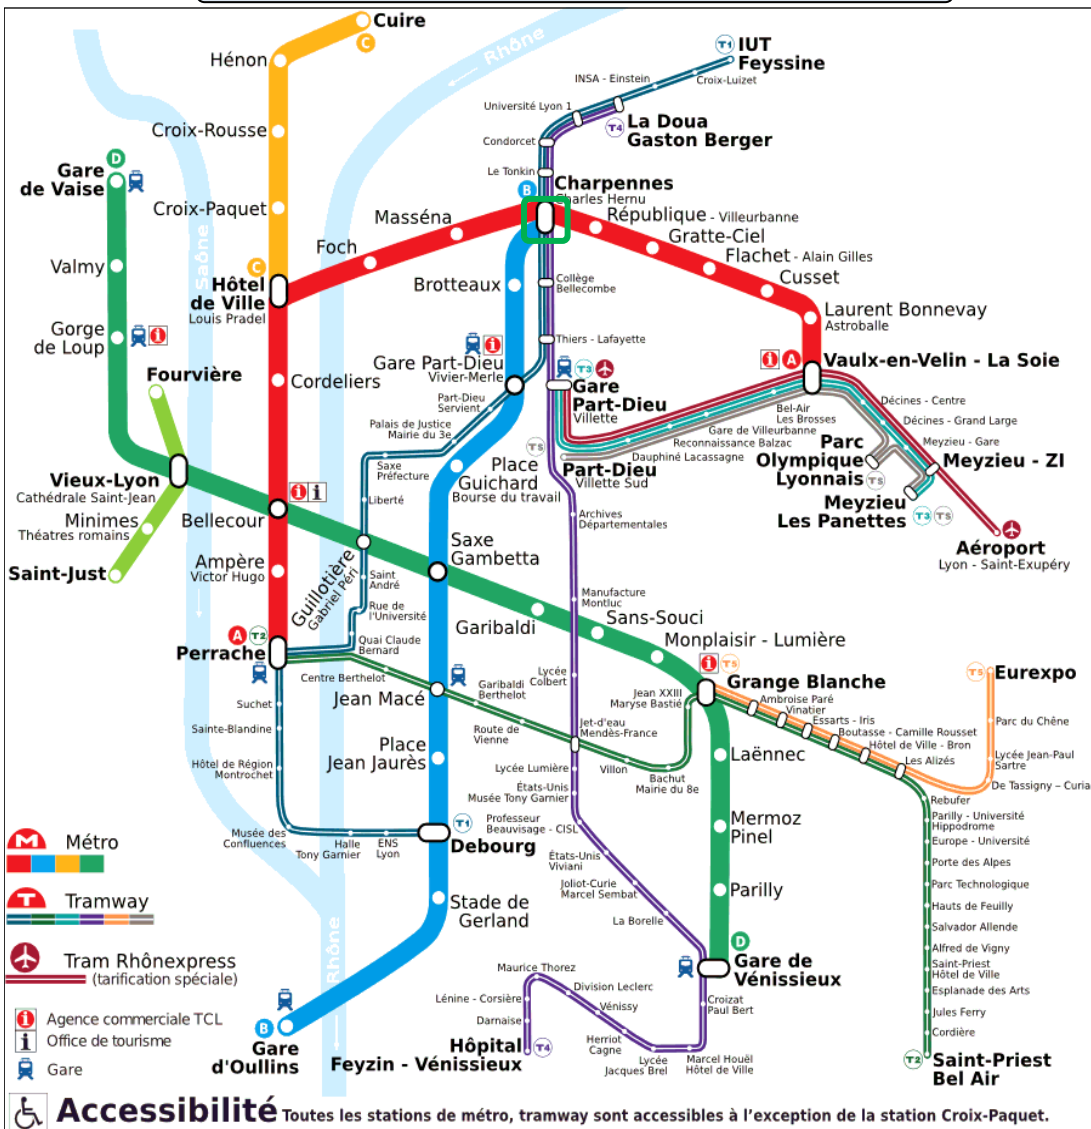 Cuire
C
Hénon
Croix-Rousse
Croix-Paquet
C
Hôtel
de Ville
Louis Pradel
Rhône
Saône
D
Gare
de Vaise
Valmy
Gorge
de Loup
Fourvière
Vieux-Lyon
Cathédrale Saint-Jean
Minimes
Théatres romains
Saint-Just
T1
IUT
Feyssine
Croix-Luizet
INSA - Einstein
Université Lyon 1
T4
La Doua
Gaston Berger
Condorcet
Le Tonkin
B
Charpennes
Charles Hernu
Masséna
Foch
République - Villeurbanne
Gratte-Ciel
Flachet - Alain Gilles
Cusset
Laurent Bonnevay
Astroballe
A
Vaulx-en-Velin - La Soie
Brotteaux
Collège
Bellecombe
Thiers - Lafayette
Gare Part-Dieu
Vivier-Merle
T3
Gare
Part-Dieu
Villette
Part-Dieu
Servient
Palais de Justice
Mairie du 3e
Saxe
Préfecture
Liberté
Cordeliers
Bellecour
Ampère
Victor Hugo
Guillotière
Gabriel Péri
Saint
André
Rue de
l'Université
Quai Claude
Bernard
A T2
Perrache
Place
Guichard
Bourse du travail
T5
Part-Dieu
Villette Sud
Dauphiné Lacassagne
Reconnaissance Balzac
Gare de Villeurbanne
Bel-Air
Les Brosses
Décines - Centre
Décines - Grand Large
Meyzieu - Gare
Parc
Olympique
Lyonnais T5
Meyzieu - ZI
Meyzieu
Les Panettes T3 T5
Aéroport
Lyon - Saint-Exupéry
Archives
Départementales
Saxe
Gambetta
Garibaldi
Manufacture
Montluc
Sans-Souci
Monplaisir - Lumière
T5
Grange Blanche
Lycée
Colbert
Jean XXIII
Maryse Bastié
Centre Berthelot
Jean Macé
Garibaldi
Berthelot
Route de
Vienne
Jet-d'eau
Mendès-France
Villon
Bachut
Mairie du 8e
Ambroise Paré
Vinatier
Essarts - Iris
Boutasse - Camille Rousset
Hôtel de Ville - Bron
Les Alizés
T5
Eurexpo
Parc du Chêne
Lycée Jean-Paul
Sartre
De Tassigny – Curial
Rebufer
Parilly - Université
Hippodrome
Europe - Université
Porte des Alpes
Parc Technologique
Hauts de Feuilly
Salvador Allende
Alfred de Vigny
Saint-Priest
Hôtel de Ville
Esplanade des Arts
Jules Ferry
Cordière
T2
Saint-Priest
Bel Air
Suchet
Sainte-Blandine
Hôtel de Région
Montrochet
Musée des
Confluences
Halle
Tony Garnier
ENS
Lyon
Place
Jean Jaurès
T1
Debourg
Stade de
Gerland
B
Gare
d'Oullins
Rhône
Lycée Lumière
États-Unis
Musée Tony Garnier
Professeur
Beauvisage - CISL
États-Unis
Viviani
Joliot-Curie
Marcel Sembat
La Borelle
Laënnec
Mermoz
Pinel
Parilly
D
Gare de
Vénissieux
Croizat
Paul Bert
Marcel Houël
Hôtel de Ville
Lycée
Jacques Brel
Herriot
Cagne
Vénissy
Division Leclerc
Maurice Thorez
Lénine - Corsière
Darnaise
Hôpital T4
Feyzin - Vénissieux
M Métro
T Tramway
Tram Rhônexpress
(tarification spéciale)
i Agence commerciale TCL
i Office de tourisme
Gare
Accessibilité Toutes les stations de métro, tramway sont accessibles à l’exception de la station Croix-Paquet.